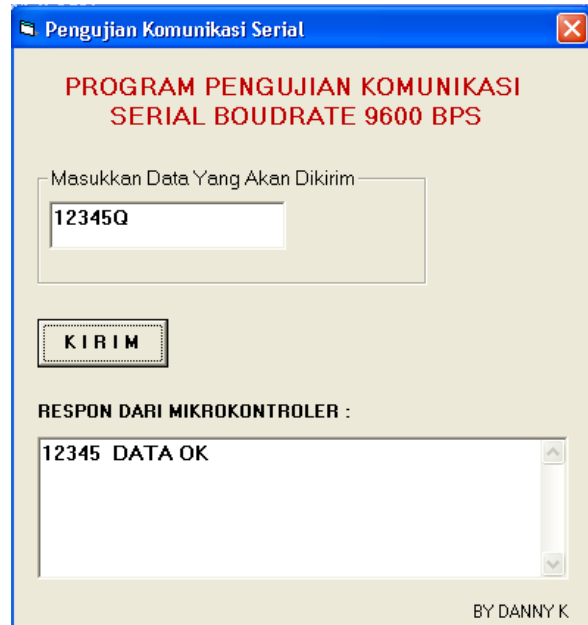 Pengujian Komunikasi Serial
PROGRAM PENGUJIAN KOMUNIKASI
SERIAL BOUDRATE 9600 BPS
Masukkan Data Yang Akan Dikirim
12345Q
K I R I M
RESPON DARI MIKROKONTROLER :
12345  DATA OK
BY DANNY K